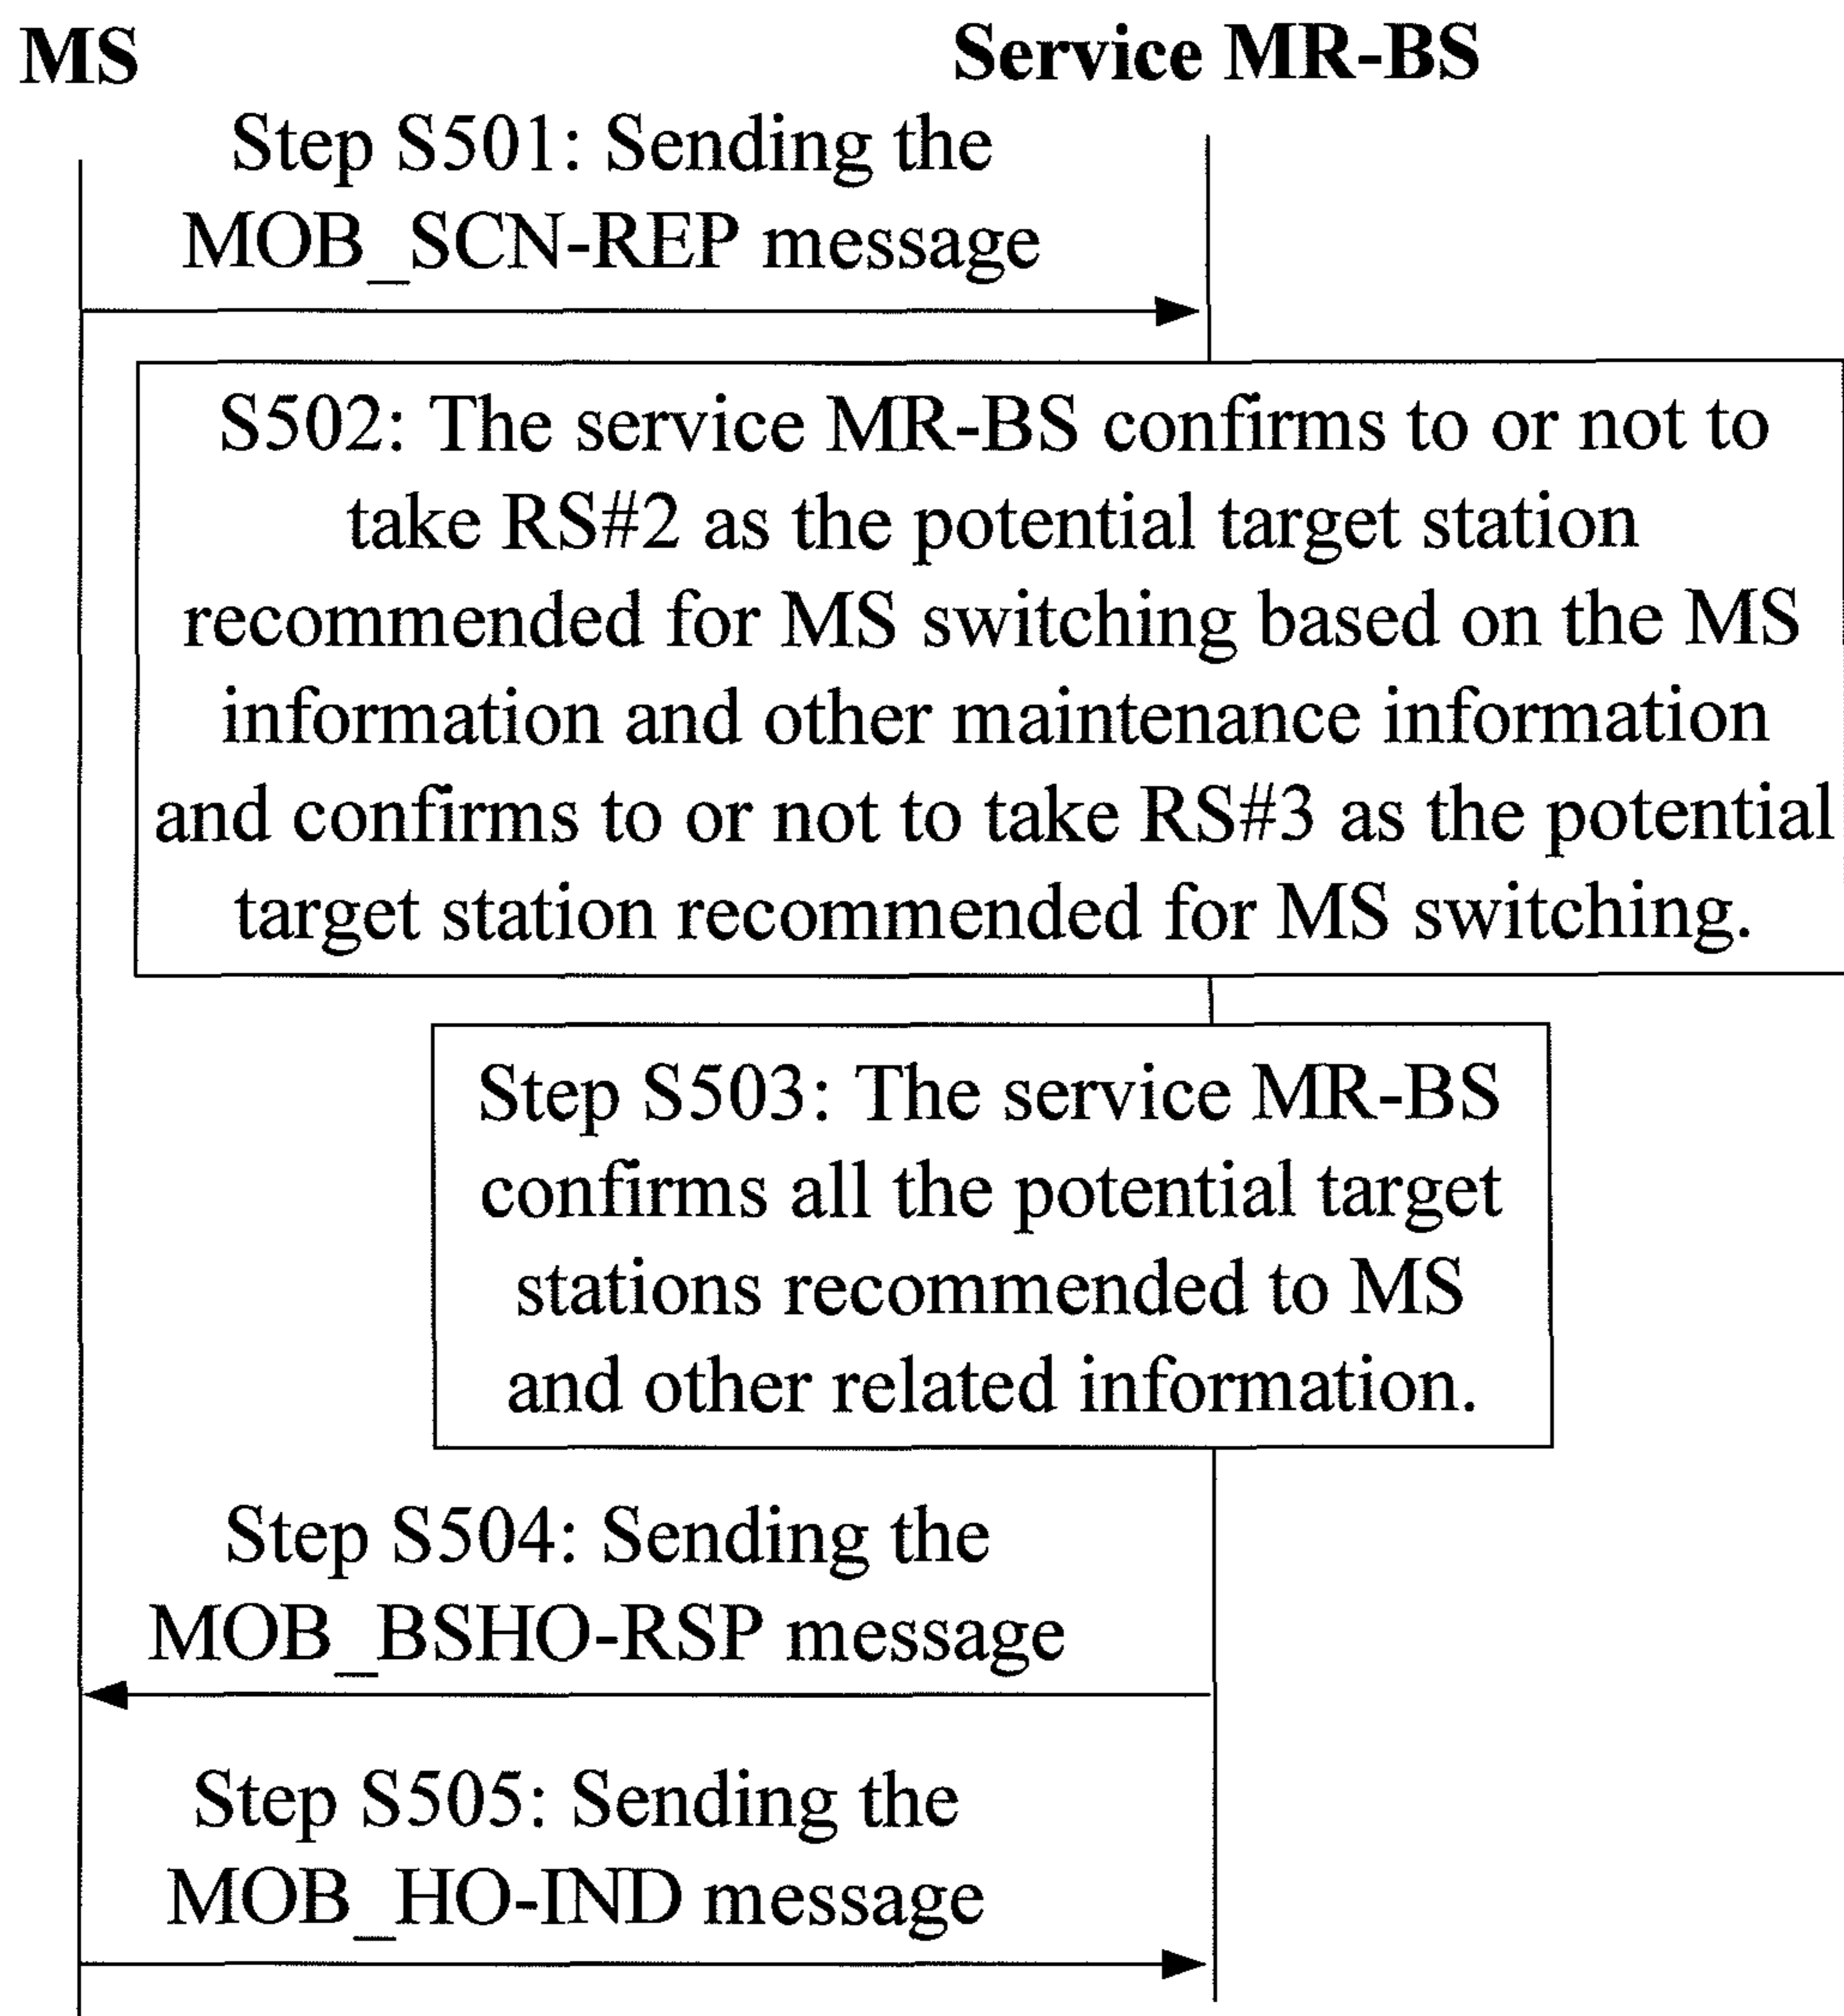 MS
Service MR-BS
Step S501: Sending the
MOB_SCN-REP message
S502: The service MR-BS confirms to or not to
take RS#2 as the potential target station
recommended for MS switching based on the MS
information and other maintenance information
and confirms to or not to take RS#3 as the potential
target station recommended for MS switching.
Step S503: The service MR-BS
confirms all the potential target
stations recommended to MS
and other related information.
Step S504: Sending the
MOB_BSHO-RSP message
Step S505: Sending the
MOB_HO-IND message